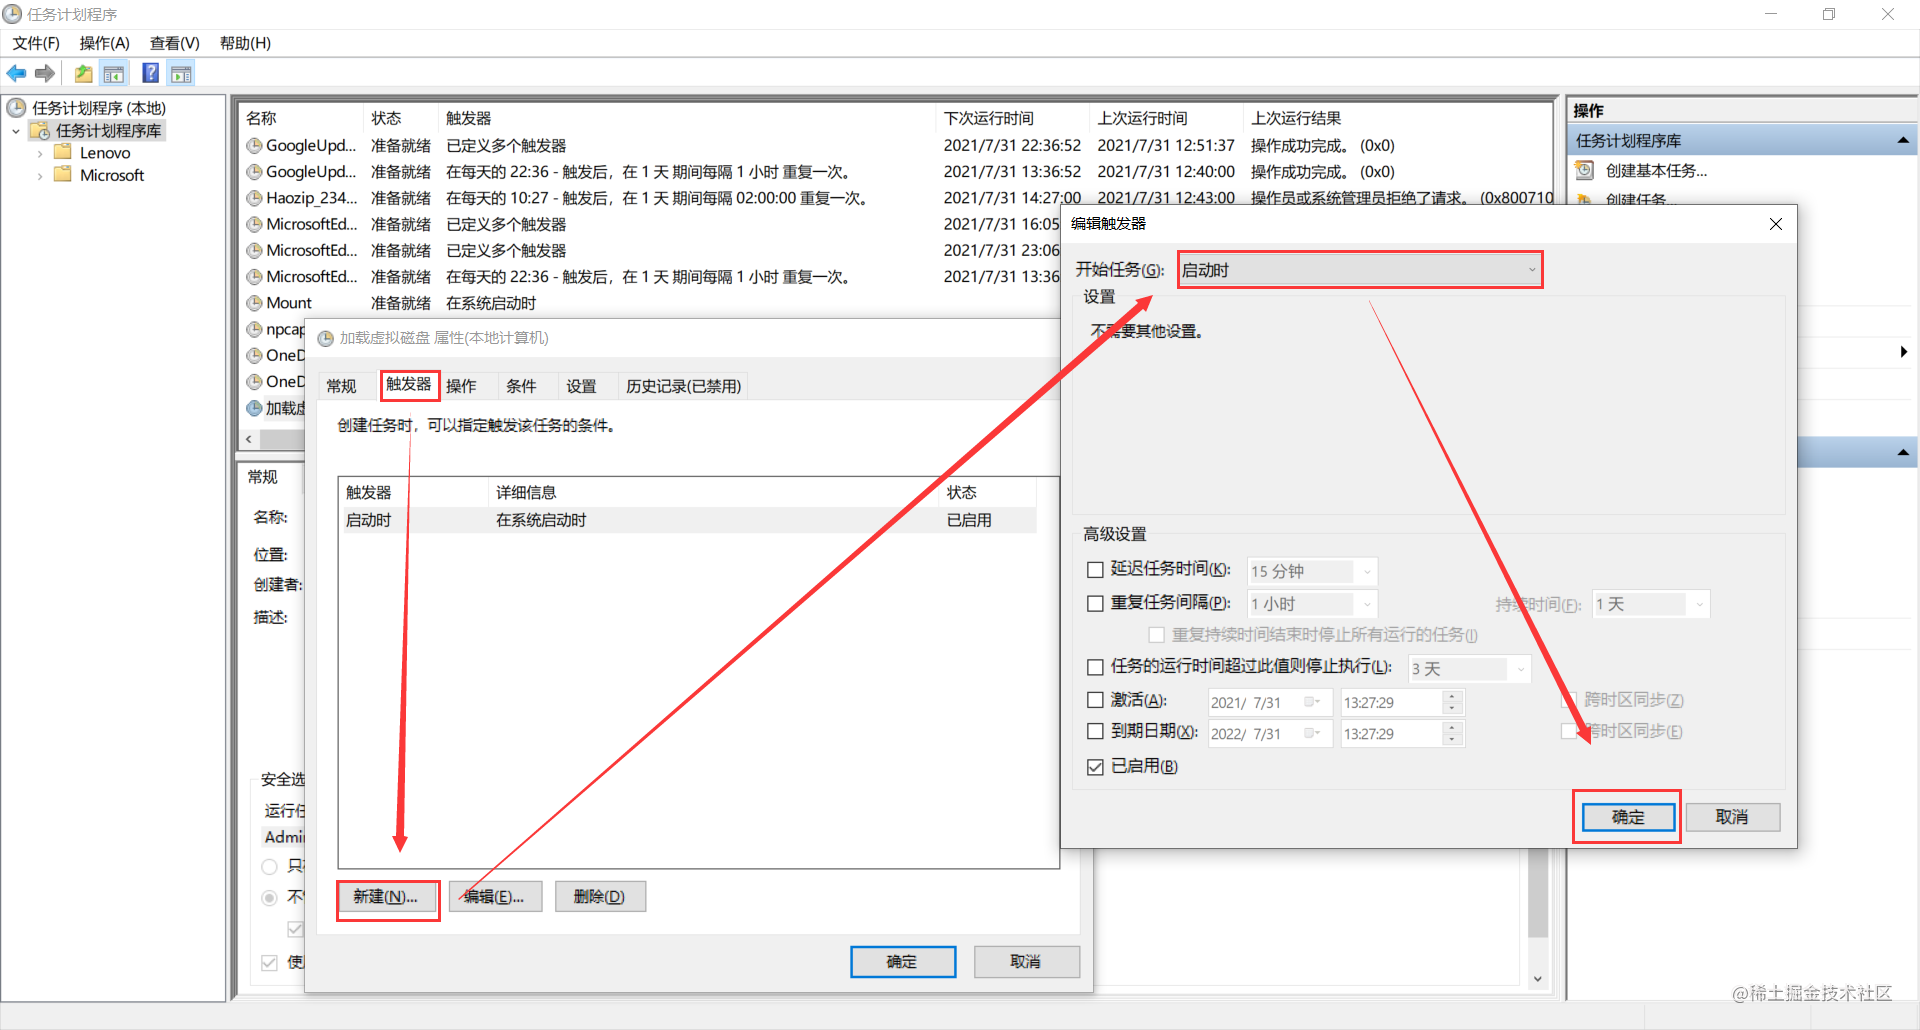 任务计划程序
文件(F) 操作(A) 查看(V) 帮助(H)
任务计划程序 (本地)
任务计划程序库
Lenovo
Microsoft
名称 状态 触发器 下次运行时间 上次运行时间 上次运行结果
GoogleUpd... 准备就绪 已定义多个触发器 2021/7/31 22:36:52 2021/7/31 12:51:37 操作成功完成。 (0x0)
GoogleUpd... 准备就绪 在每天的 22:36 - 触发后，在 1 天 期间每隔 1 小时 重复一次。 2021/7/31 13:36:52 2021/7/31 12:40:00 操作成功完成。 (0x0)
Haozip_234... 准备就绪 在每天的 10:27 - 触发后，在 1 天 期间每隔 02:00:00 重复一次。 2021/7/31 14:27:00 2021/7/31 12:43:00 操作员或系统管理员拒绝了请求。 (0x800710
MicrosoftEd... 准备就绪 已定义多个触发器 2021/7/31 16:05
MicrosoftEd... 准备就绪 已定义多个触发器 2021/7/31 23:06
MicrosoftEd... 准备就绪 在每天的 22:36 - 触发后，在 1 天 期间每隔 1 小时 重复一次。 2021/7/31 13:36
Mount 准备就绪 在系统启动时
npcap
OneD
OneD
加载虚
常规
名称:
位置:
创建者:
描述:
安全选
运行任
Admin
只
不
使
操作
任务计划程序库
创建基本任务...
创建任务...
加载虚拟磁盘 属性(本地计算机)
常规 触发器 操作 条件 设置 历史记录(已禁用)
创建任务时，可以指定触发该任务的条件。
触发器 详细信息 状态
启动时 在系统启动时 已启用
新建(N)... 编辑(E)... 删除(D)
确定 取消
编辑触发器
开始任务(G): 启动时
设置
不需要其他设置。
高级设置
延迟任务时间(K): 15 分钟
重复任务间隔(P): 1 小时 持续时间(F): 1 天
重复持续时间结束时停止所有运行的任务(I)
任务的运行时间超过此值则停止执行(L): 3 天
激活(A): 2021/ 7/31 13:27:29 跨时区同步(Z)
到期日期(X): 2022/ 7/31 13:27:29 跨时区同步(E)
已启用(B)
确定 取消
@稀土掘金技术社区